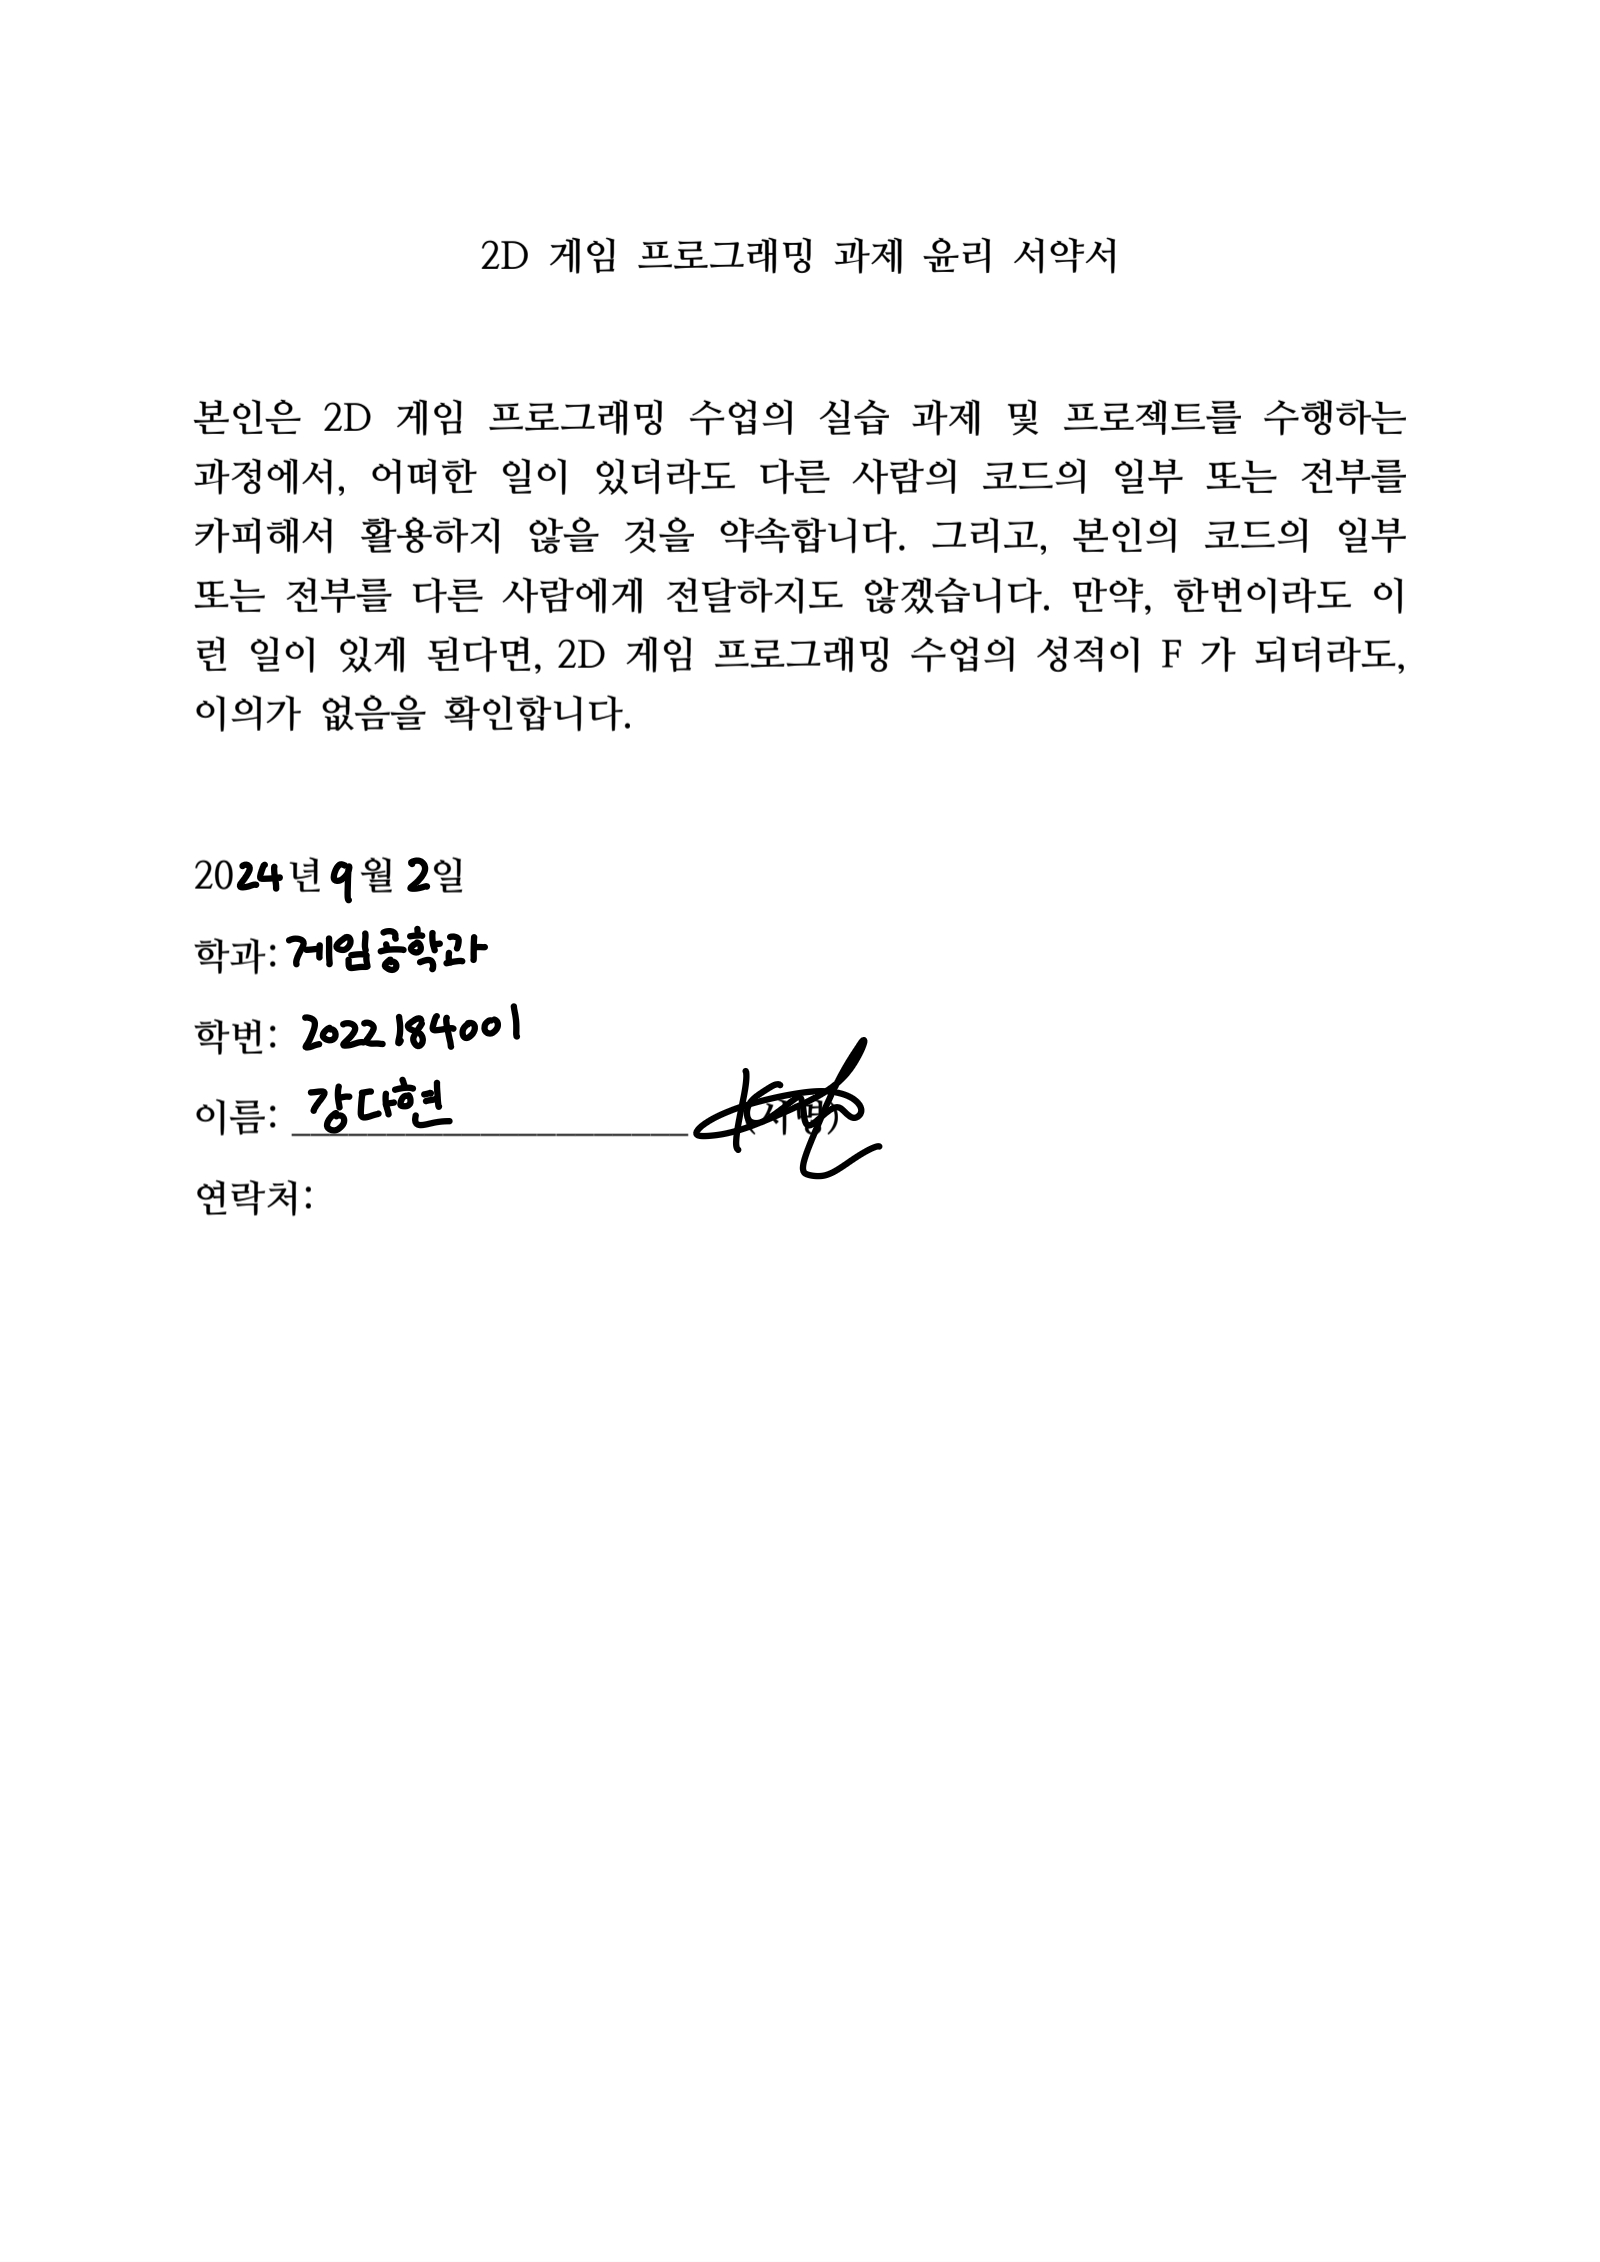 2D 게임 프로그래밍 과제 윤리 서약서
본인은 2D 게임 프로그래밍 수업의 실습 과제 및 프로젝트를 수행하는
과정에서, 어떠한 일이 있더라도 다른 사람의 코드의 일부 또는 전부를
카피해서 활용하지 않을 것을 약속합니다. 그리고, 본인의 코드의 일부
또는 전부를 다른 사람에게 전달하지도 않겠습니다. 만약, 한번이라도 이
런 일이 있게 된다면, 2D 게임 프로그래밍 수업의 성적이 F 가 되더라도,
이의가 없음을 확인합니다.
2024년 9월 2일
학과: 게임공학과
학번: 2022184001
이름: 강다현 (서명)
연락처: